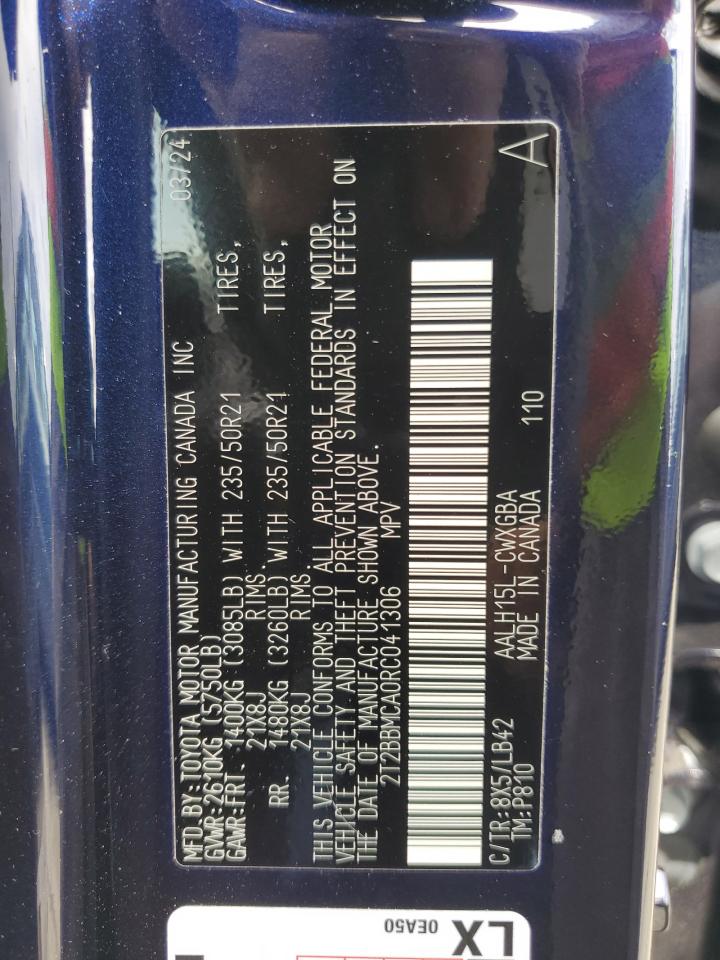 MFD.BY:TOYOTA MOTOR MANUFACTURING CANADA INC 03/24
GVWR:2610KG (5750LB)
GAWR:FRT. 1400KG (3085LB) WITH 235/50R21 TIRES,
21X8J RIMS.
RR. 1480KG (3260LB) WITH 235/50R21 TIRES,
21X8J RIMS.
THIS VEHICLE CONFORMS TO ALL APPLICABLE FEDERAL MOTOR
VEHICLE SAFETY AND THEFT PREVENTION STANDARDS IN EFFECT ON
THE DATE OF MANUFACTURE SHOWN ABOVE.
2T2BBMCA0RC041306 MPV
C/TR:8X5/LB42 AALH15L-CWXGBA
TM:P810 MADE IN CANADA 110
A
LX
0EA50